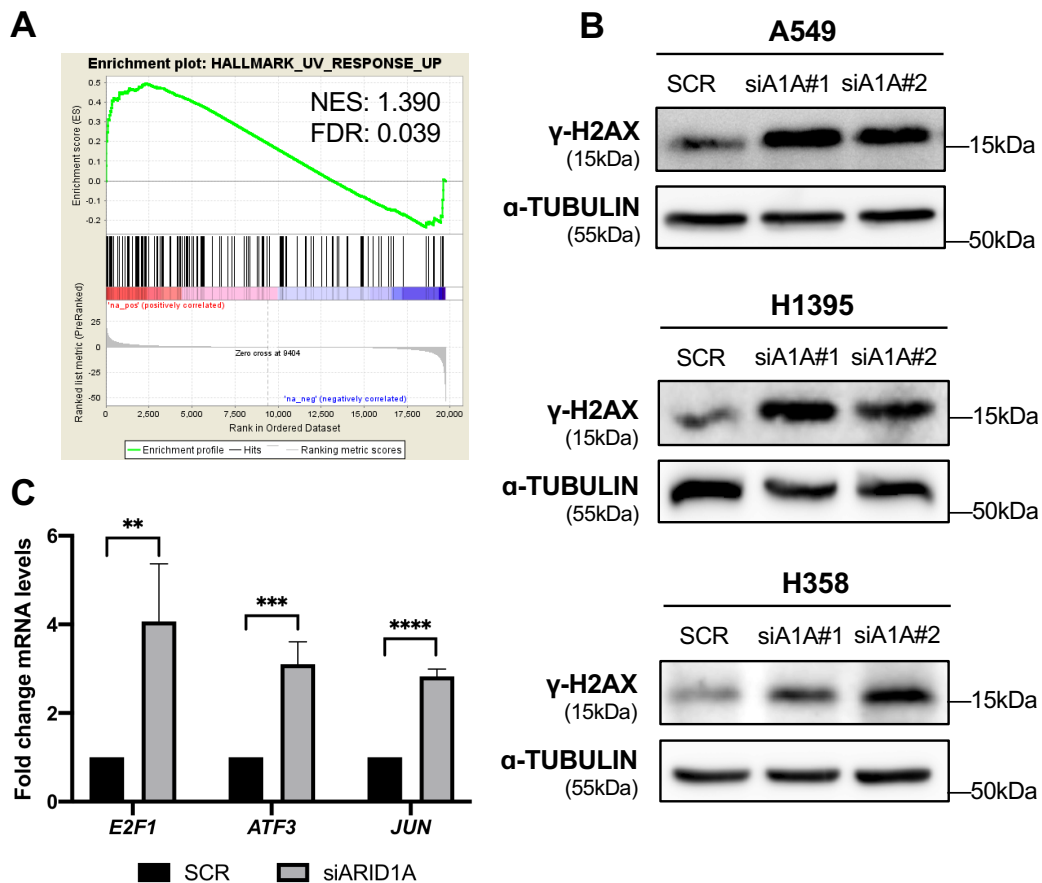 A
Enrichment plot: HALLMARK_UV_RESPONSE_UP
NES: 1.390
FDR: 0.039
Enrichment score (ES)
0.5
0.4
0.3
0.2
0.1
0.0
-0.1
-0.2
'na_pos' (positively correlated)
Ranked list metric (PreRanked)
25
0
-25
-50
Zero cross at 9404
'na_neg' (negatively correlated)
0 2,500 5,000 7,500 10,000 12,500 15,000 17,500 20,000
Rank in Ordered Dataset
Enrichment profile Hits Ranking metric scores
B
A549
SCR siA1A#1 siA1A#2
γ-H2AX
(15kDa)
15kDa
α-TUBULIN
(55kDa)
50kDa
H1395
SCR siA1A#1 siA1A#2
γ-H2AX
(15kDa)
15kDa
α-TUBULIN
(55kDa)
50kDa
H358
SCR siA1A#1 siA1A#2
γ-H2AX
(15kDa)
15kDa
α-TUBULIN
(55kDa)
50kDa
C
Fold change mRNA levels
6
4
2
0
**
***
****
E2F1 ATF3 JUN
SCR siARID1A